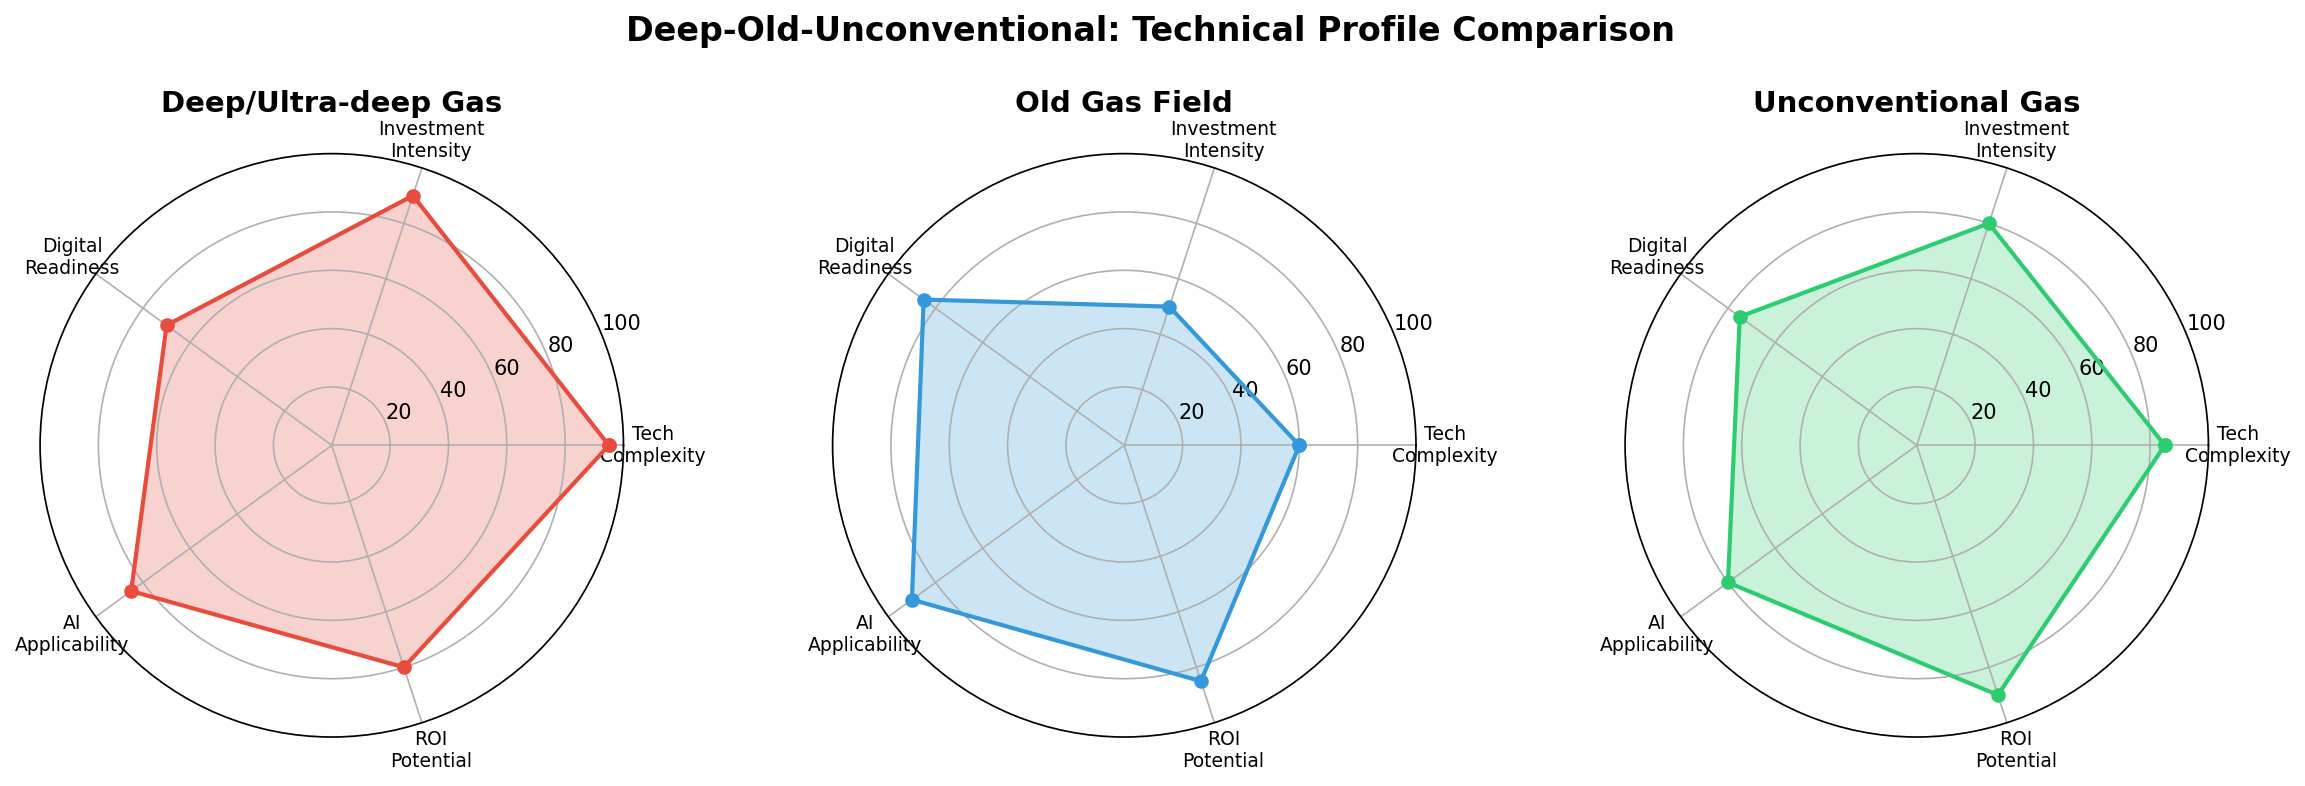 Deep-Old-Unconventional: Technical Profile Comparison
Deep/Ultra-deep Gas
Investment
Intensity
Digital
Readiness
100
80
60
40
20
Tech
Complexity
AI
Applicability
ROI
Potential
Old Gas Field
Investment
Intensity
Digital
Readiness
100
80
60
40
20
Tech
Complexity
AI
Applicability
ROI
Potential
Unconventional Gas
Investment
Intensity
Digital
Readiness
100
80
60
40
20
Tech
Complexity
AI
Applicability
ROI
Potential